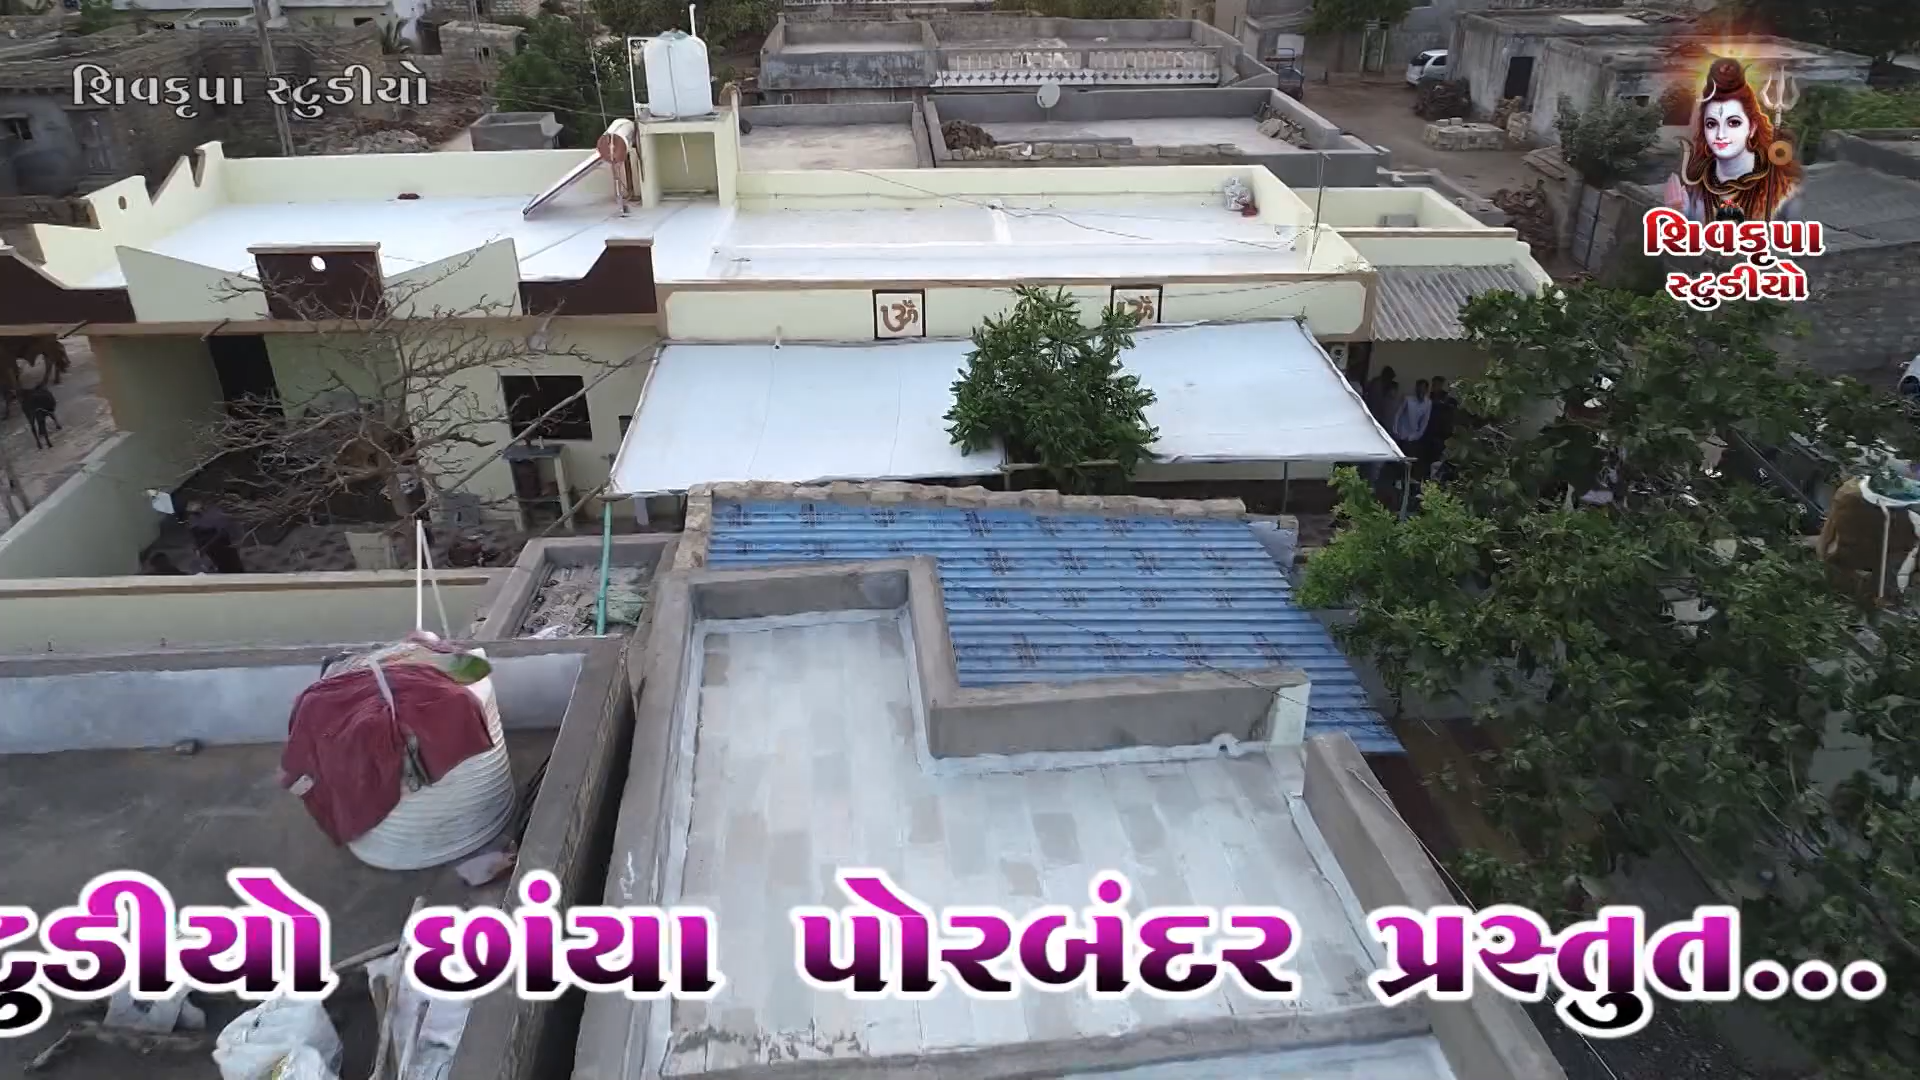 શિવકૃપા સ્ટુડીયો
શિવકૃપા
સ્ટુડીયો
ૐ ૐ
ટુડીયો છાંયા પોરબંદર પ્રસ્તુત...